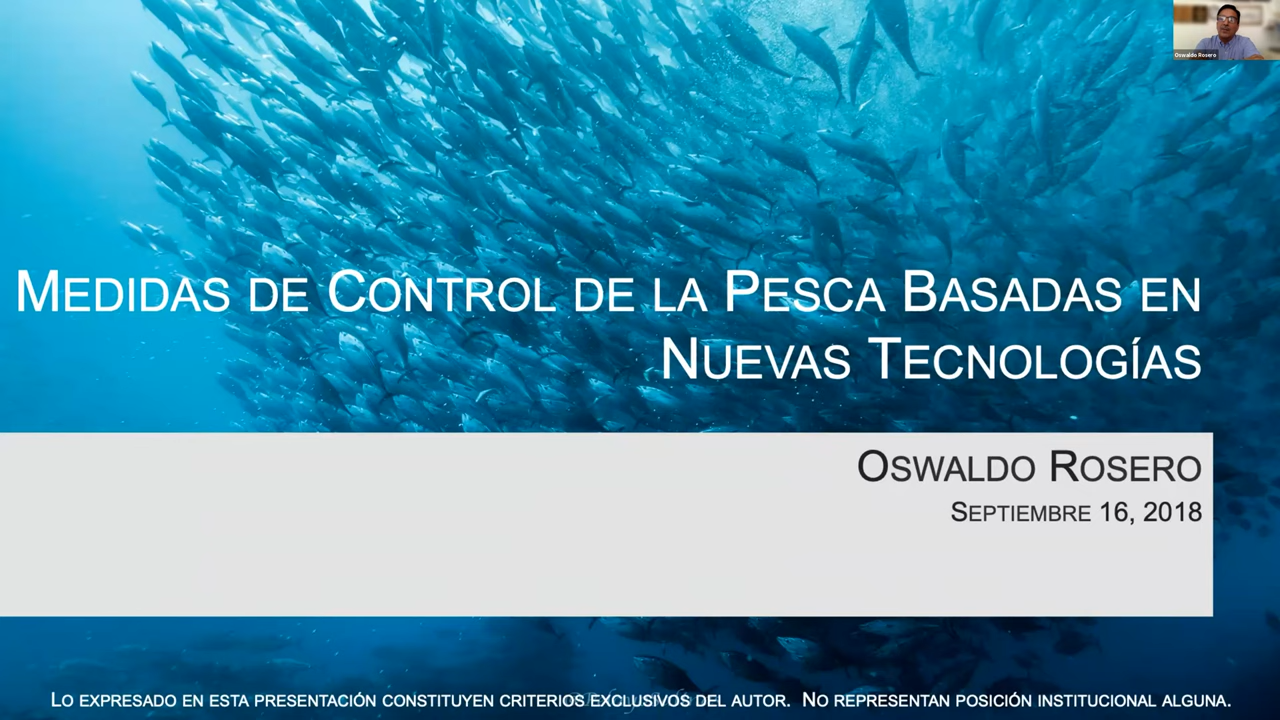 Oswaldo Rosero
MEDIDAS DE CONTROL DE LA PESCA BASADAS EN
NUEVAS TECNOLOGÍAS
OSWALDO ROSERO
SEPTIEMBRE 16, 2018
LO EXPRESADO EN ESTA PRESENTACIÓN CONSTITUYEN CRITERIOS EXCLUSIVOS DEL AUTOR. NO REPRESENTAN POSICIÓN INSTITUCIONAL ALGUNA.